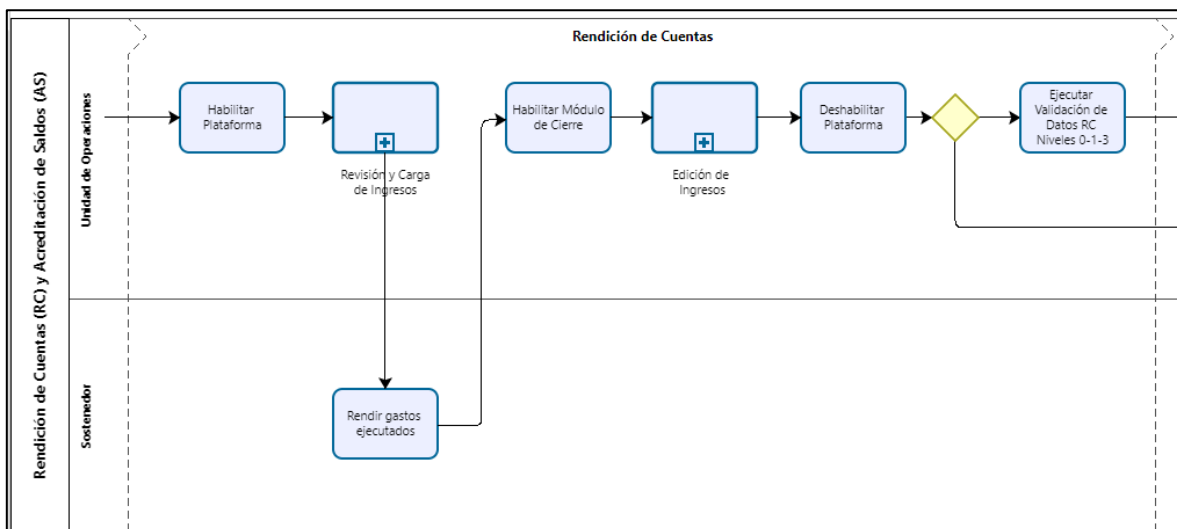 Rendición de Cuentas (RC) y Acreditación de Saldos (AS)
Rendición de Cuentas
Unidad de Operaciones
Habilitar
Plataforma
Revisión y Carga
de Ingresos
Habilitar Módulo
de Cierre
Edición de
Ingresos
Deshabilitar
Plataforma
Ejecutar
Validación de
Datos RC
Niveles 0-1-3
Sostenedor
Rendir gastos
ejecutados